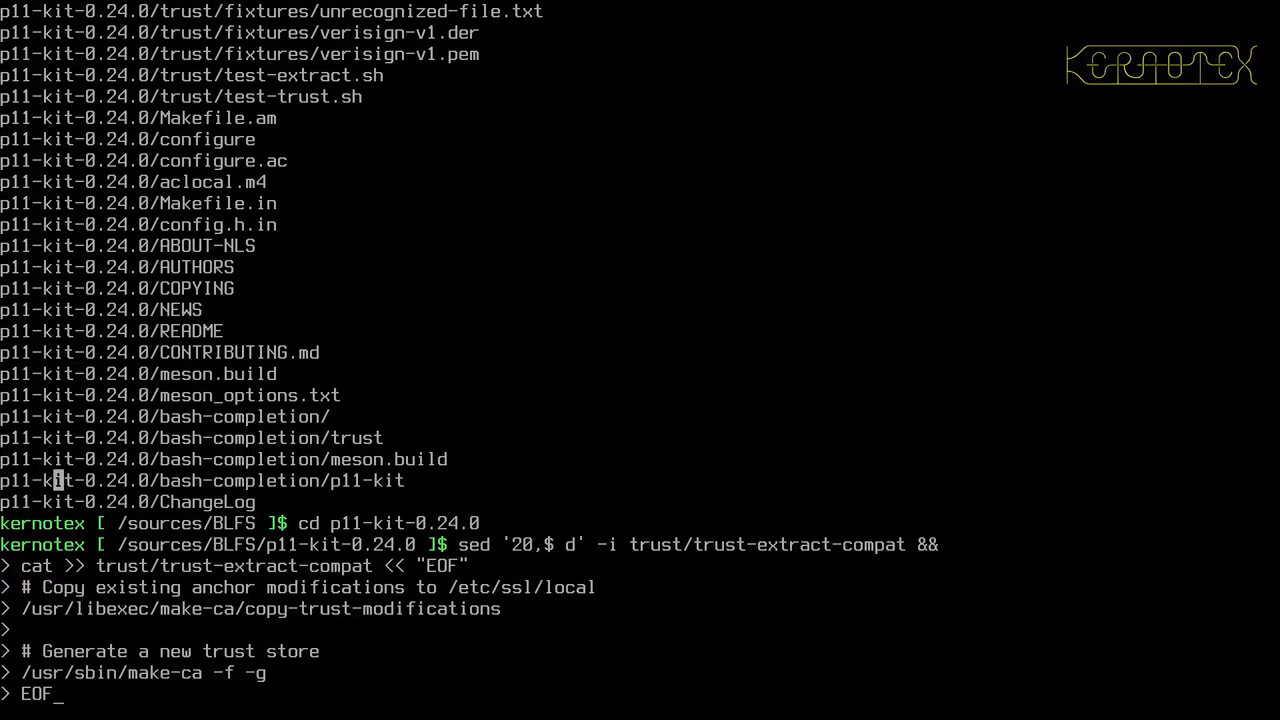 p11-kit-0.24.0/trust/fixtures/unrecognized-file.txt
p11-kit-0.24.0/trust/fixtures/verisign-v1.der
p11-kit-0.24.0/trust/fixtures/verisign-v1.pem
KERNOTEX
p11-kit-0.24.0/trust/test-extract.sh
p11-kit-0.24.0/trust/test-trust.sh
p11-kit-0.24.0/Makefile.am
p11-kit-0.24.0/configure
p11-kit-0.24.0/configure.ac
p11-kit-0.24.0/aclocal.m4
p11-kit-0.24.0/Makefile.in
p11-kit-0.24.0/config.h.in
p11-kit-0.24.0/ABOUT-NLS
p11-kit-0.24.0/AUTHORS
p11-kit-0.24.0/COPYING
p11-kit-0.24.0/NEWS
p11-kit-0.24.0/README
p11-kit-0.24.0/CONTRIBUTING.md
p11-kit-0.24.0/meson.build
p11-kit-0.24.0/meson_options.txt
p11-kit-0.24.0/bash-completion/
p11-kit-0.24.0/bash-completion/trust
p11-kit-0.24.0/bash-completion/meson.build
p11-kit-0.24.0/bash-completion/p11-kit
p11-kit-0.24.0/ChangeLog
kernotex [ /sources/BLFS ]$ cd p11-kit-0.24.0
kernotex [ /sources/BLFS/p11-kit-0.24.0 ]$ sed '20,$ d' -i trust/trust-extract-compat &&
> cat >> trust/trust-extract-compat << "EOF"
> # Copy existing anchor modifications to /etc/ssl/local
> /usr/libexec/make-ca/copy-trust-modifications
>
> # Generate a new trust store
> /usr/sbin/make-ca -f -g
> EOF_